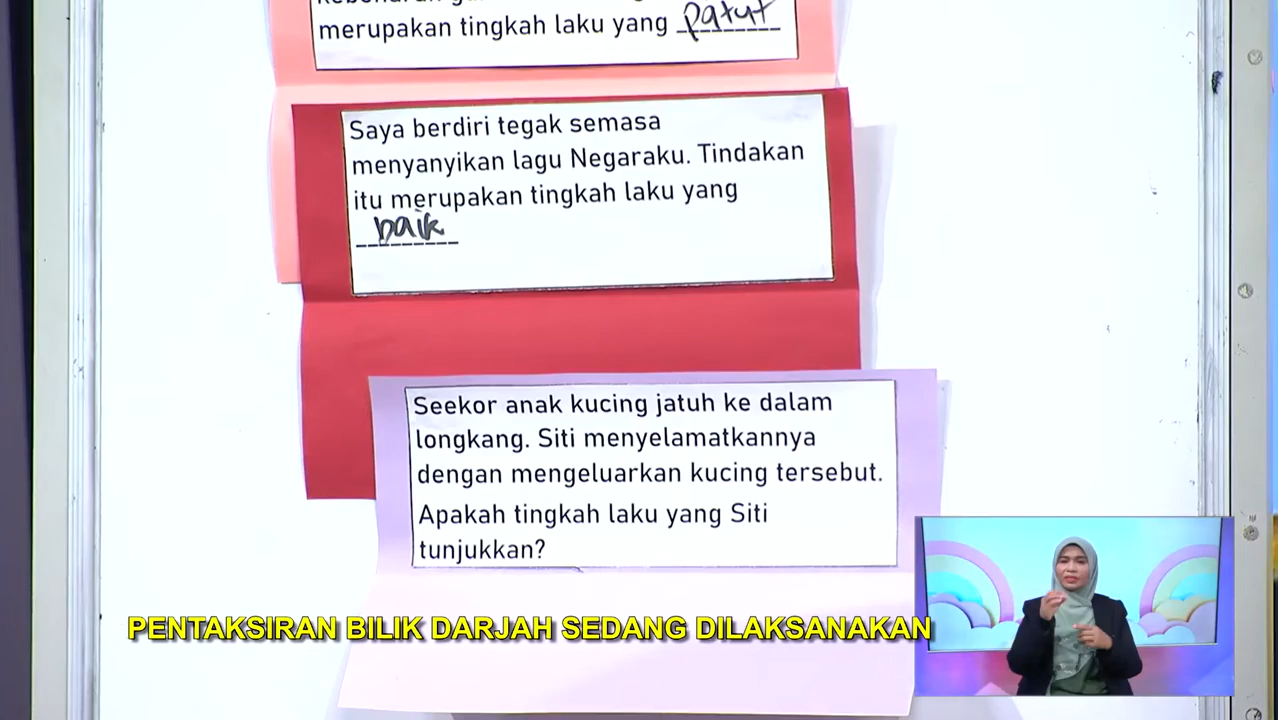 merupakan tingkah laku yang patut
Saya berdiri tegak semasa
menyanyikan lagu Negaraku. Tindakan
itu merupakan tingkah laku yang
baik
Seekor anak kucing jatuh ke dalam
longkang. Siti menyelamatkannya
dengan mengeluarkan kucing tersebut.
Apakah tingkah laku yang Siti
tunjukkan?
PENTAKSIRAN BILIK DARJAH SEDANG DILAKSANAKAN